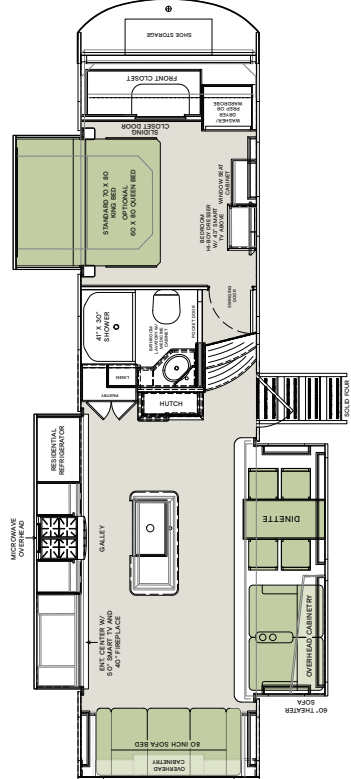 SHOE STORAGE
FRONT CLOSET
WASHER/
DRYER
PREP OR
WARDROBE
SLIDING
CLOSET DOOR
STANDARD 70 X 80
KING BED
OPTIONAL
60 X 80 QUEEN BED
WINDOW SEAT
CABINET
BEDROOM
HI-BOY DRESSER
W/ 41" SMART
TV ABOVE
SWINGING
DOOR
41" X 30"
SHOWER
BATHROOM
LAVATORY W/
MEDICINE
CABINET
POCKET DOOR
LINEN
PANTRY
HUTCH
SOLID FOUR
RESIDENTIAL
REFRIGERATOR
MICROWAVE
OVERHEAD
GALLEY
DINETTE
ENT. CENTER W/
50" SMART TV AND
40" FIREPLACE
OVERHEAD CABINETRY
60" THEATER
SOFA
80 INCH SOFA BED
OVERHEAD
CABINETRY